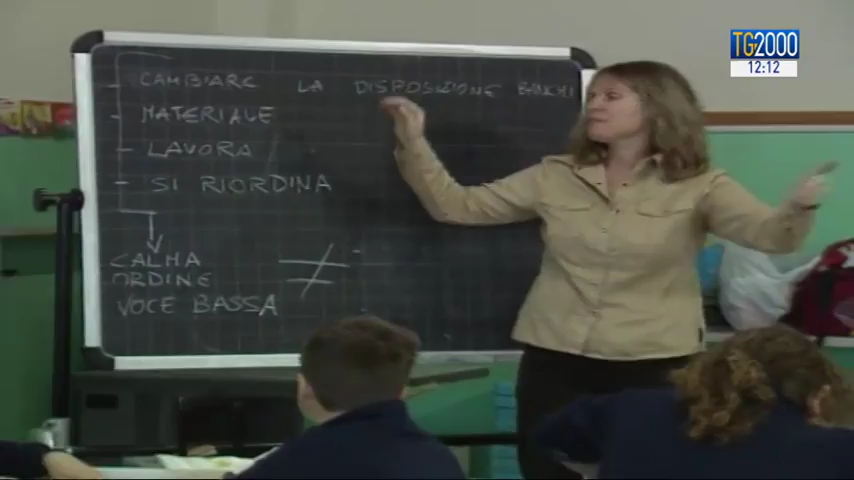 TG2000
12:12
- CAMBIARE LA DISPOSIZIONE BANCHI
- MATERIALE
- LAVORA
- SI RIORDINA
CALMA
ORDINE
VOCE BASSA